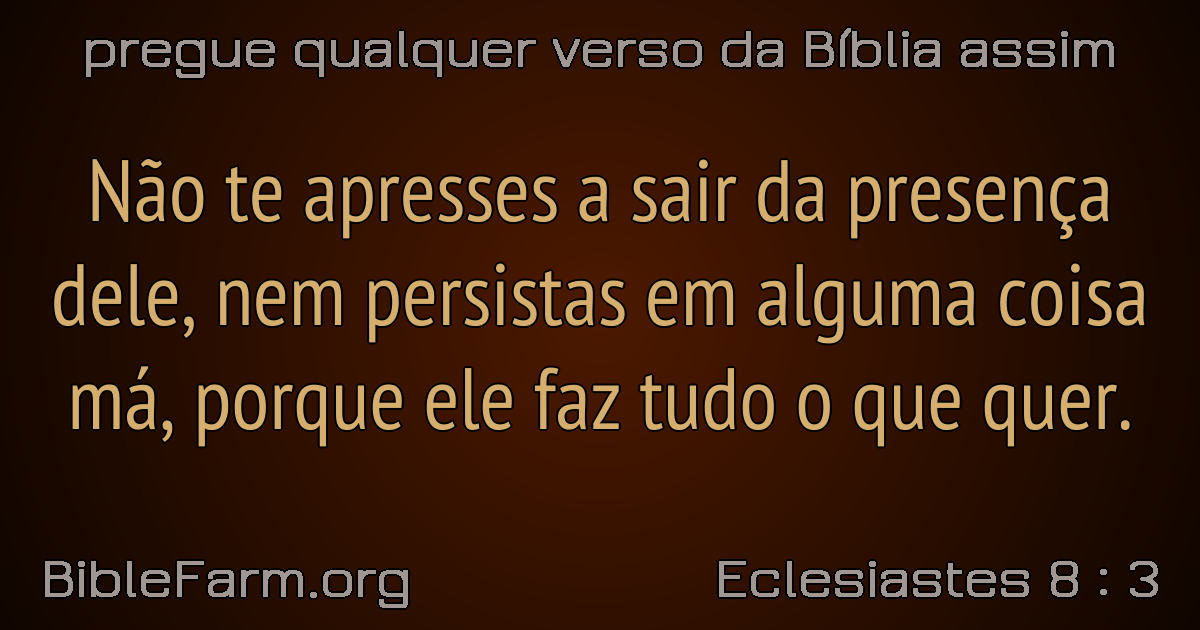 pregue qualquer verso da Bíblia assim
Não te apresses a sair da presença
dele, nem persistas em alguma coisa
má, porque ele faz tudo o que quer.
BibleFarm.org
Eclesiastes 8 : 3